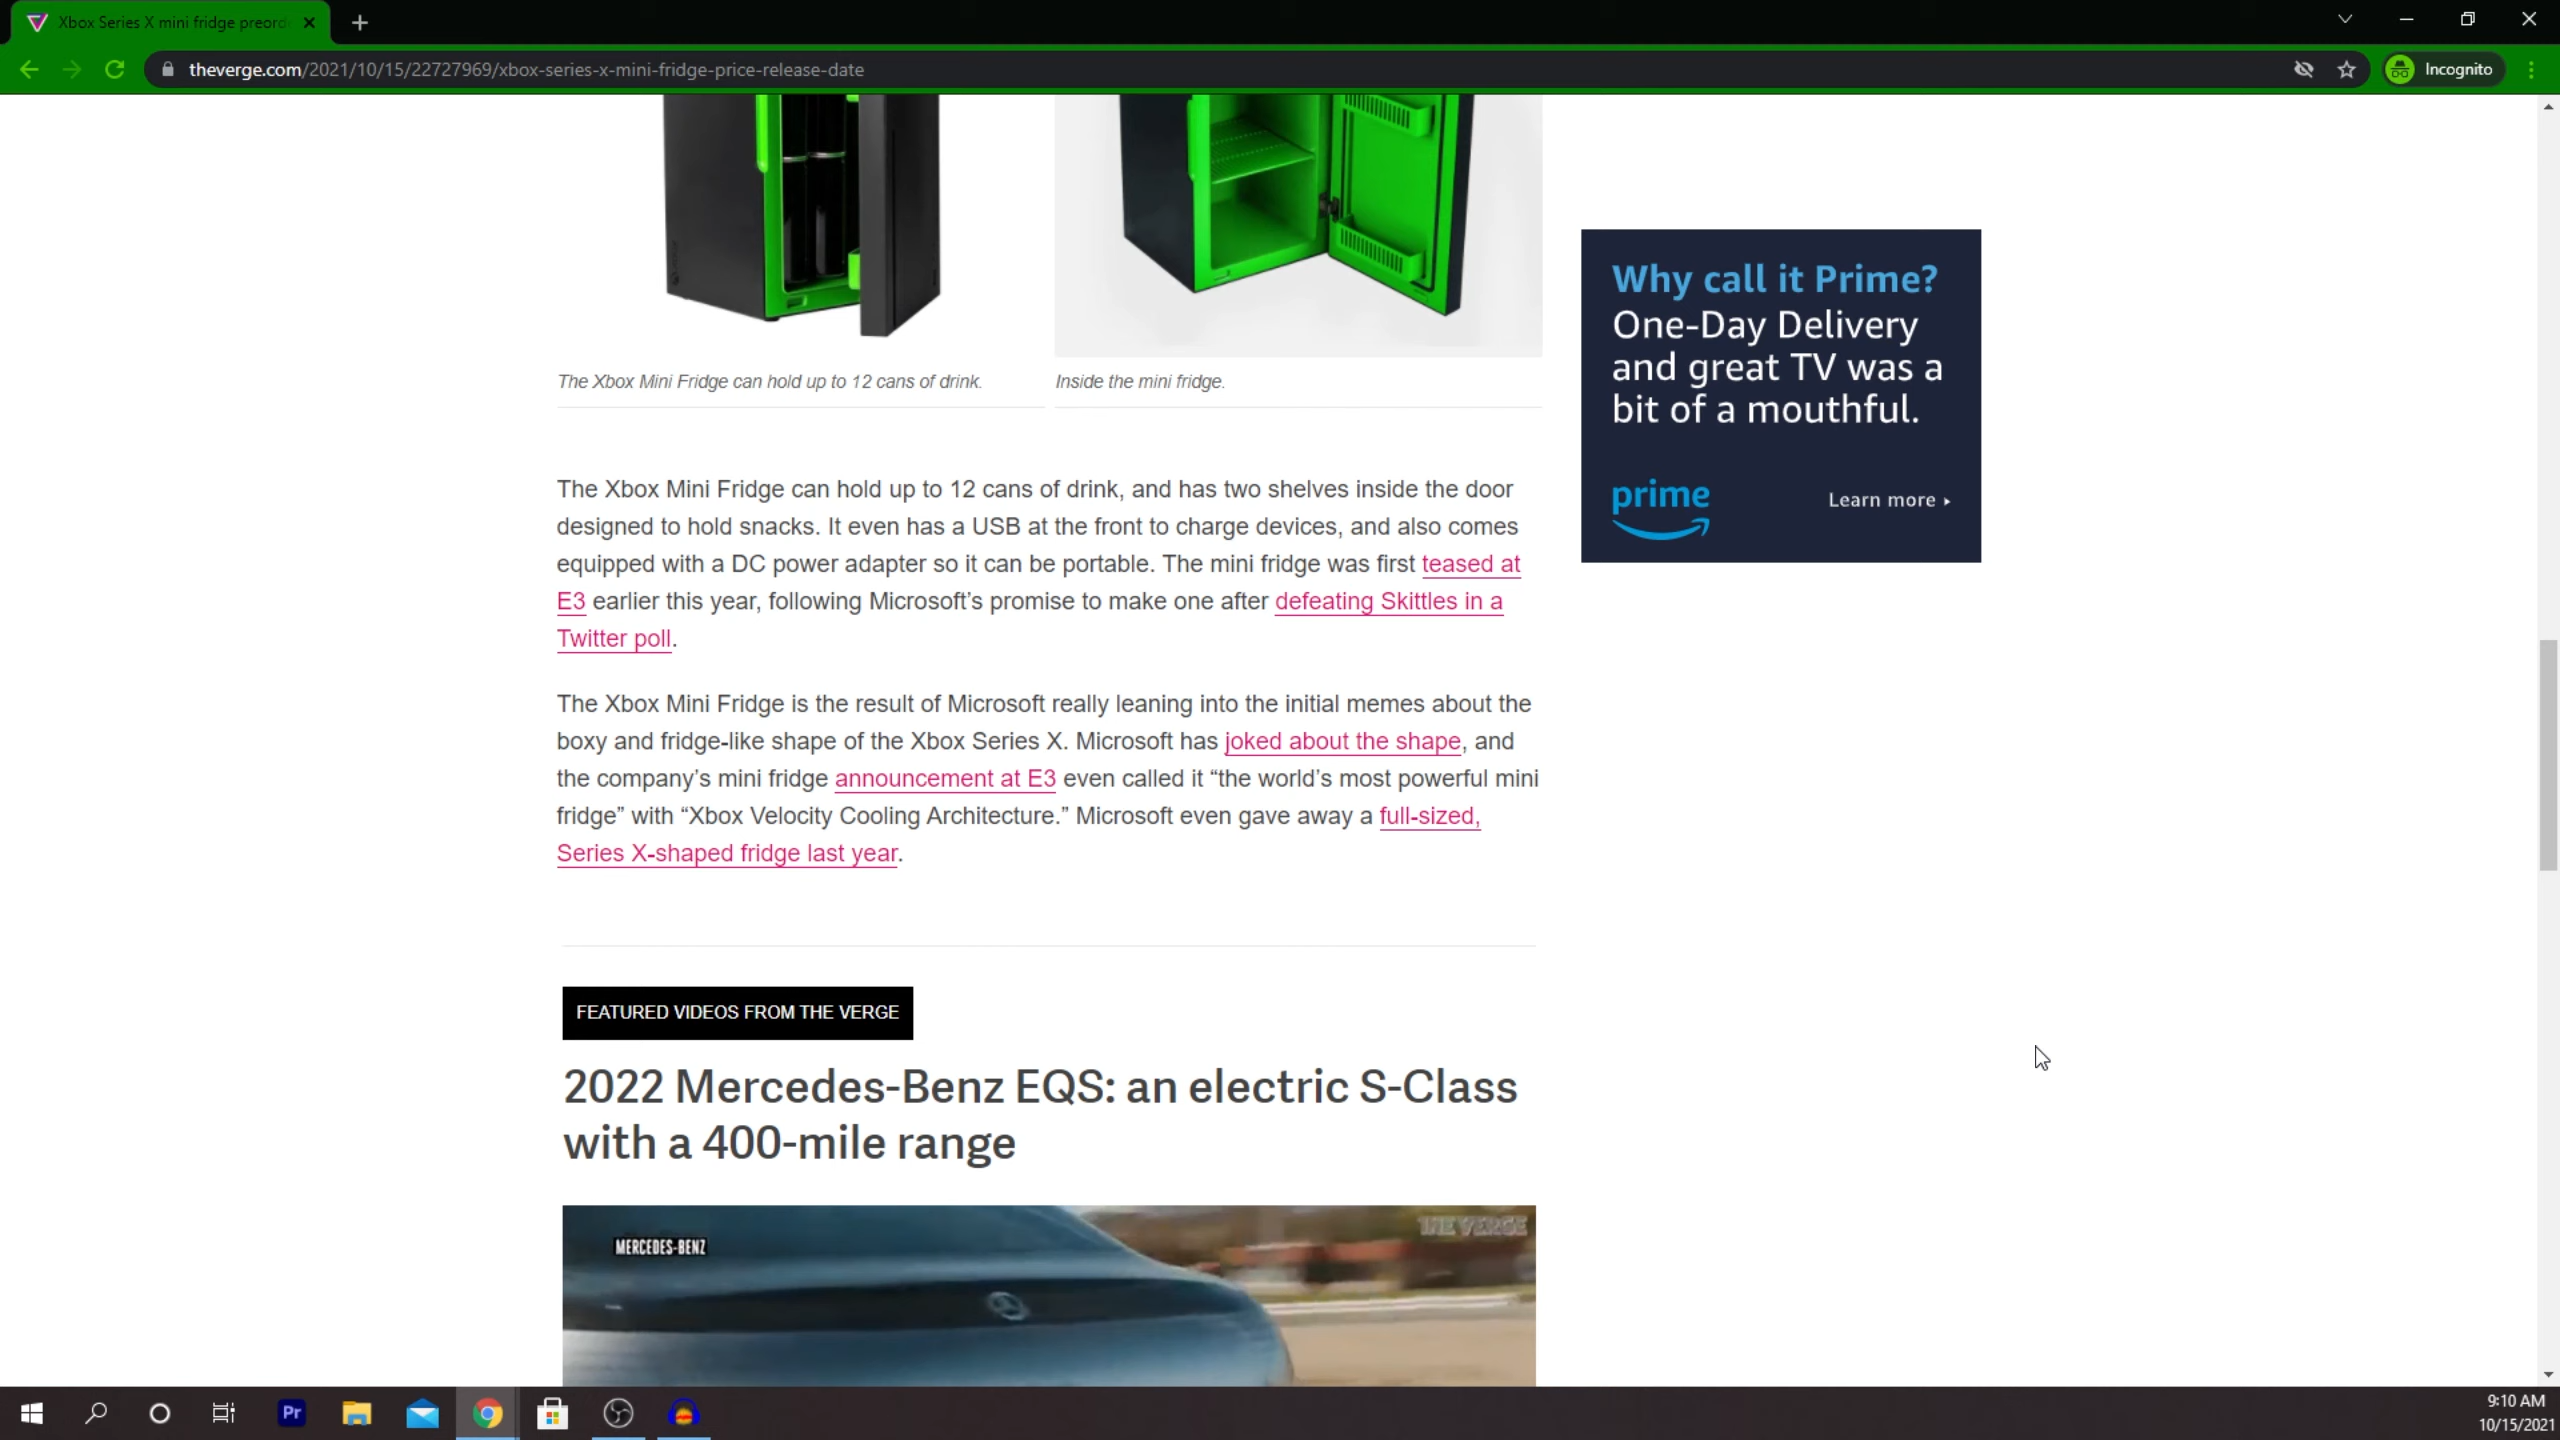 Xbox Series X mini fridge preord
theverge.com/2021/10/15/22727969/xbox-series-x-mini-fridge-price-release-date
Incognito
The Xbox Mini Fridge can hold up to 12 cans of drink.
Inside the mini fridge.
The Xbox Mini Fridge can hold up to 12 cans of drink, and has two shelves inside the door
designed to hold snacks. It even has a USB at the front to charge devices, and also comes
equipped with a DC power adapter so it can be portable. The mini fridge was first teased at
E3 earlier this year, following Microsoft’s promise to make one after defeating Skittles in a
Twitter poll.
The Xbox Mini Fridge is the result of Microsoft really leaning into the initial memes about the
boxy and fridge-like shape of the Xbox Series X. Microsoft has joked about the shape, and
the company’s mini fridge announcement at E3 even called it “the world’s most powerful mini
fridge” with “Xbox Velocity Cooling Architecture.” Microsoft even gave away a full-sized,
Series X-shaped fridge last year.
Why call it Prime?
One-Day Delivery
and great TV was a
bit of a mouthful.
prime
Learn more
FEATURED VIDEOS FROM THE VERGE
2022 Mercedes-Benz EQS: an electric S-Class
with a 400-mile range
MERCEDES-BENZ
THE VERGE
Pr
9:10 AM
10/15/2021